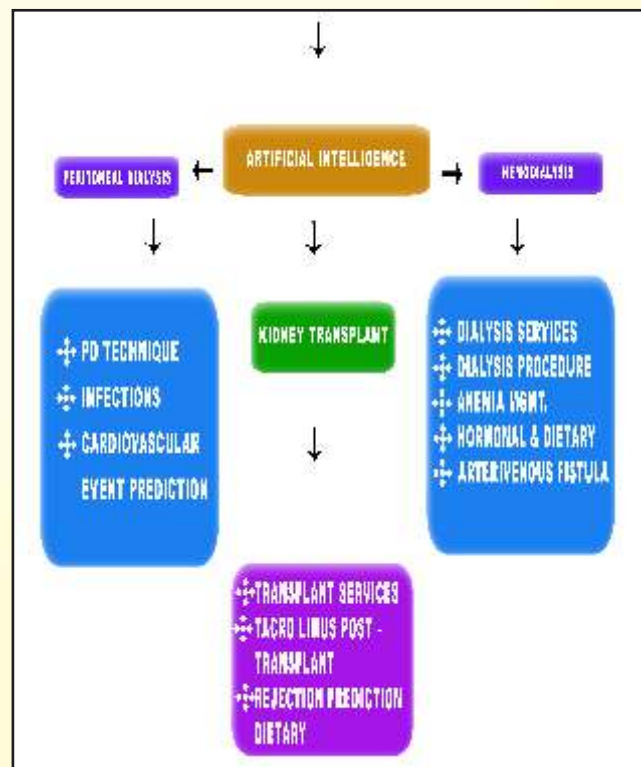 ARTIFICIAL INTELLIGENCE
PERITONEAL DIALYSIS
HEMODIALYSIS
PD TECHNIQUE
INFECTIONS
CARDIOVASCULAR
EVENT PREDICTION
KIDNEY TRANSPLANT
DIALYSIS SERVICES
DIALYSIS PROCEDURE
ANEMIA MGMT.
HORMONAL & DIETARY
ARTERIVENOUS FISTULA
TRANSPLANT SERVICES
TACRO LIMUS POST -
TRANSPLANT
REJECTION PREDICTION
DIETARY